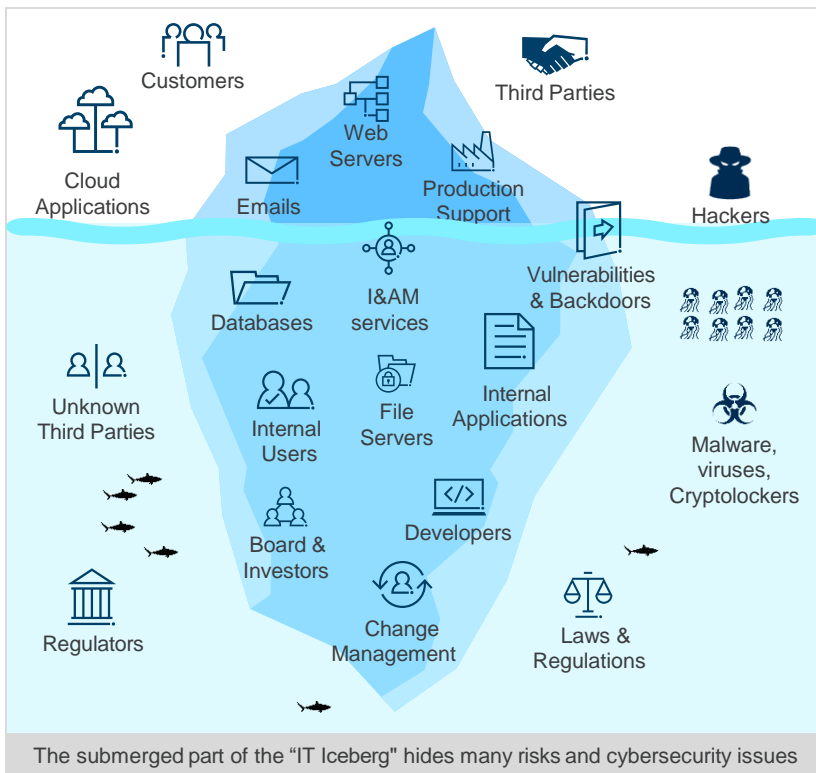 Customers
Third Parties
Web
Servers
Cloud
Applications
Emails
Production
Support
Hackers
Databases
I&AM
services
Vulnerabilities
& Backdoors
Unknown
Third Parties
Internal
Users
File
Servers
Internal
Applications
Malware,
viruses,
Cryptolockers
Board &
Investors
</>
Developers
Regulators
Change
Management
Laws &
Regulations
The submerged part of the “IT Iceberg" hides many risks and cybersecurity issues